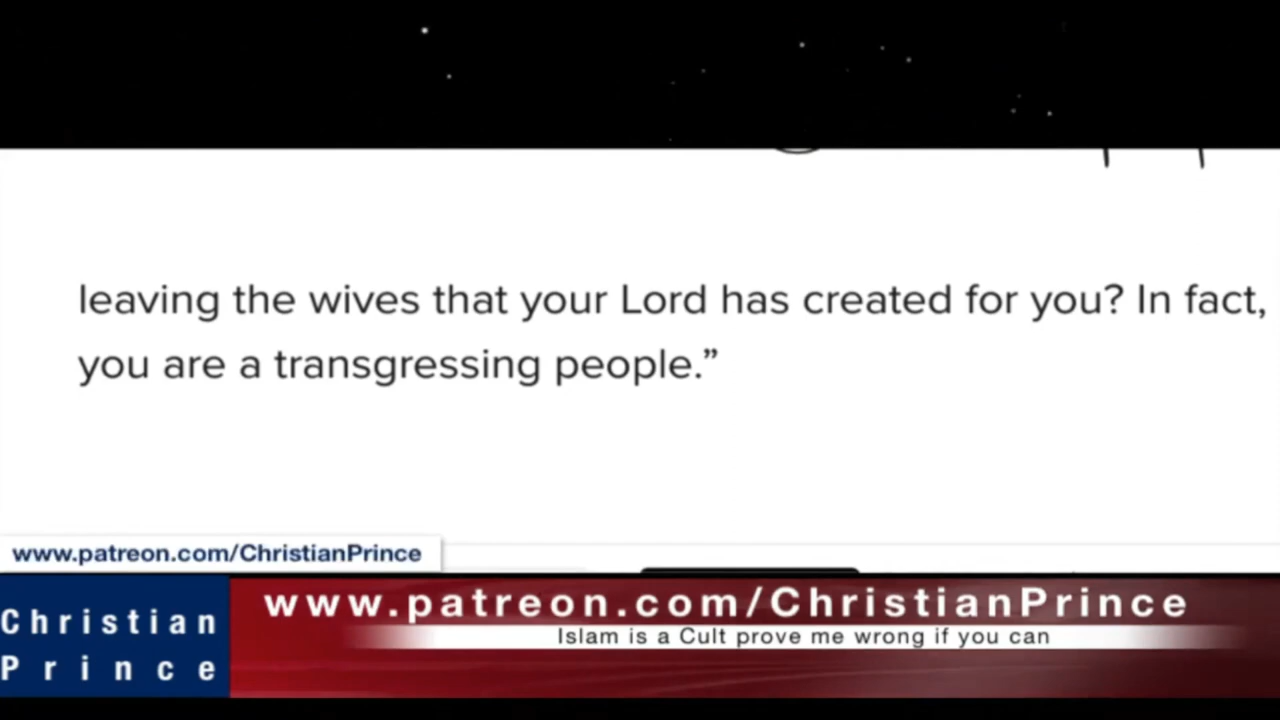 leaving the wives that your Lord has created for you? In fact,
you are a transgressing people.”
www.patreon.com/ChristianPrince
Christian
Prince
www.patreon.com/ChristianPrince
Islam is a Cult prove me wrong if you can